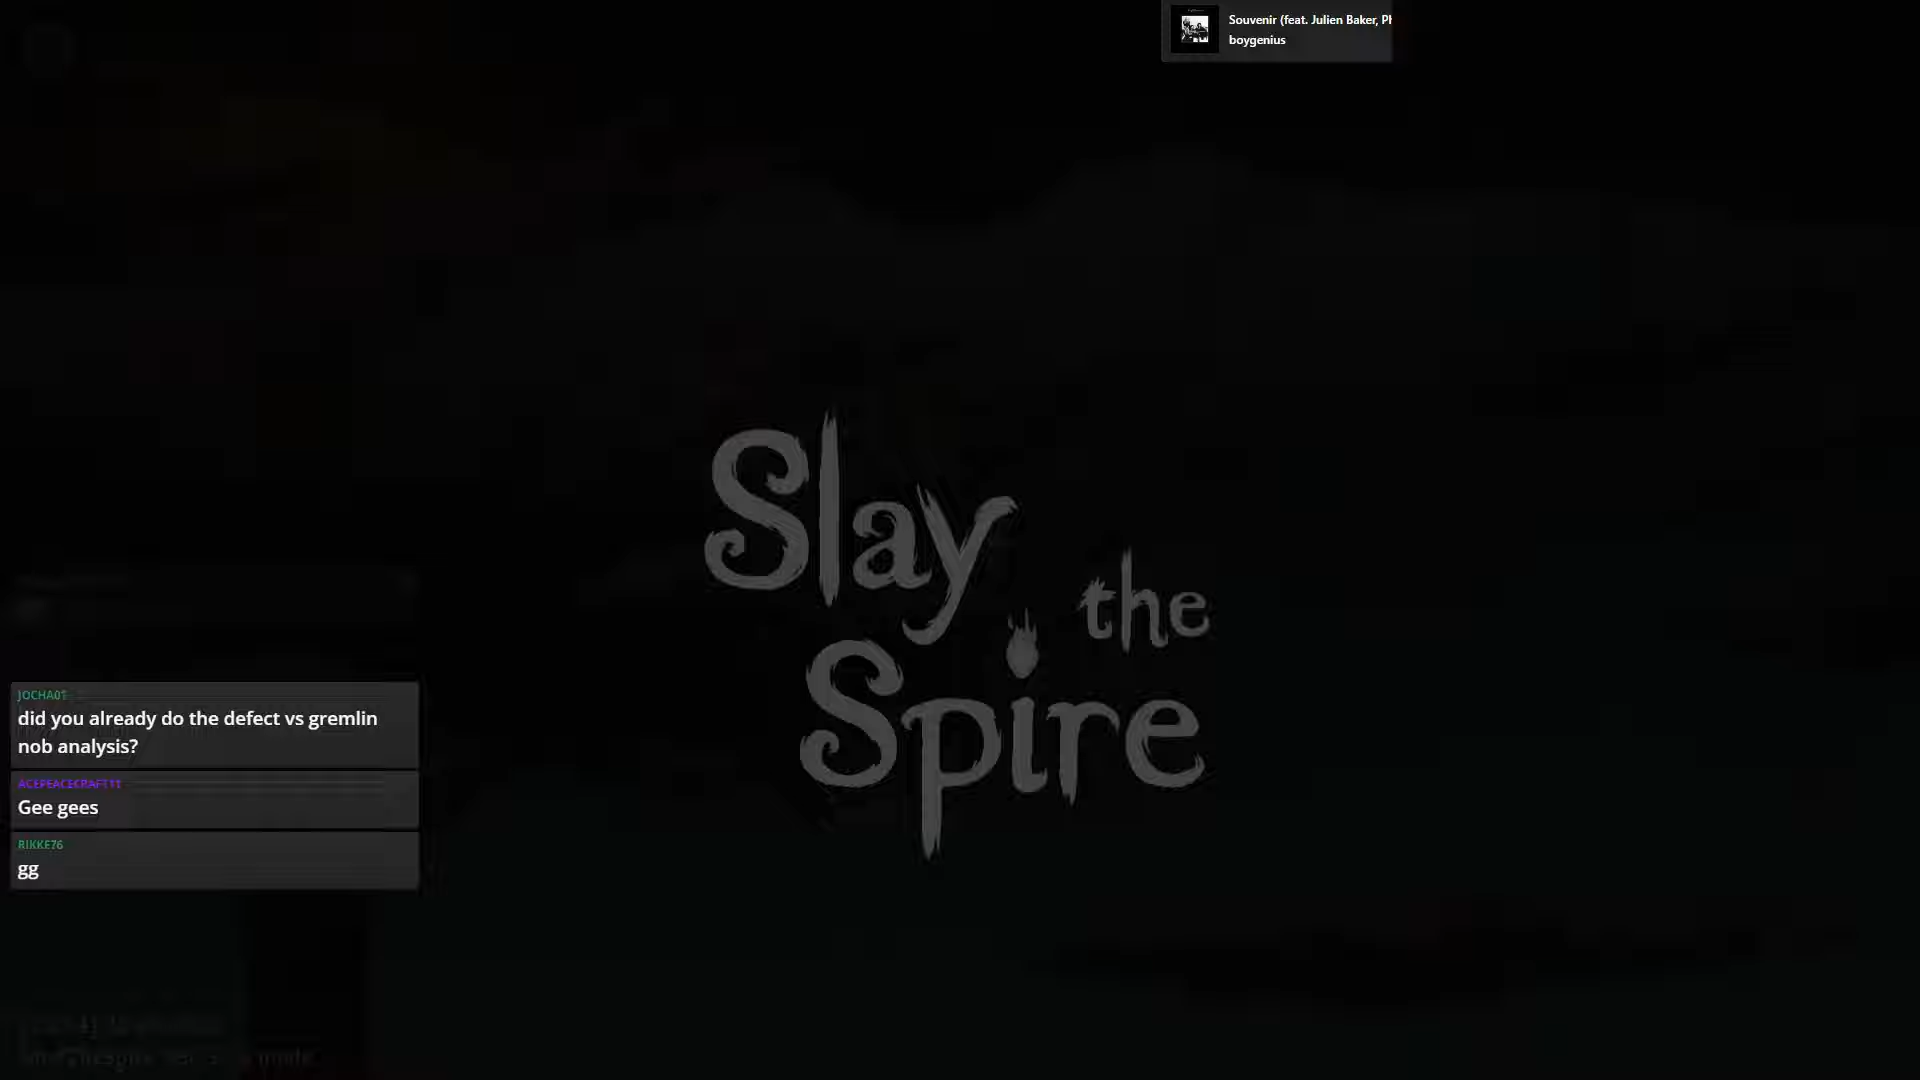 Souvenir (feat. Julien Baker, Ph
boygenius
Slay
the
Spire
JOCHA01
did you already do the defect vs gremlin
nob analysis?
ACEPEACECRAFT11
Gee gees
RIKKE76
gg